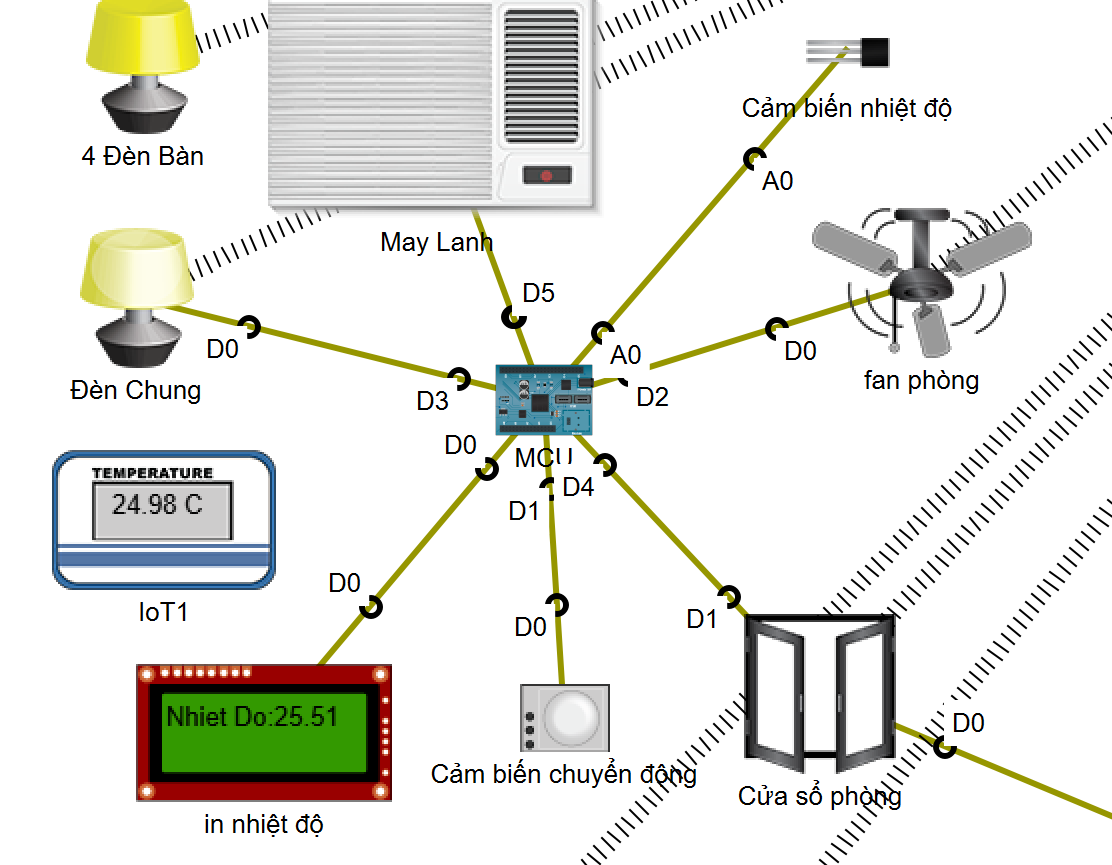 4 Đèn Bàn
Cảm biến nhiệt độ
A0
May Lanh
D5
D0
Đèn Chung
D3
A0
D2
D0
fan phòng
D0
MCU
D4
D1
TEMPERATURE
24.98 C
IoT1
D0
D0
D1
Nhiet Do:25.51
in nhiệt độ
Cảm biến chuyển động
D0
Cửa sổ phòng